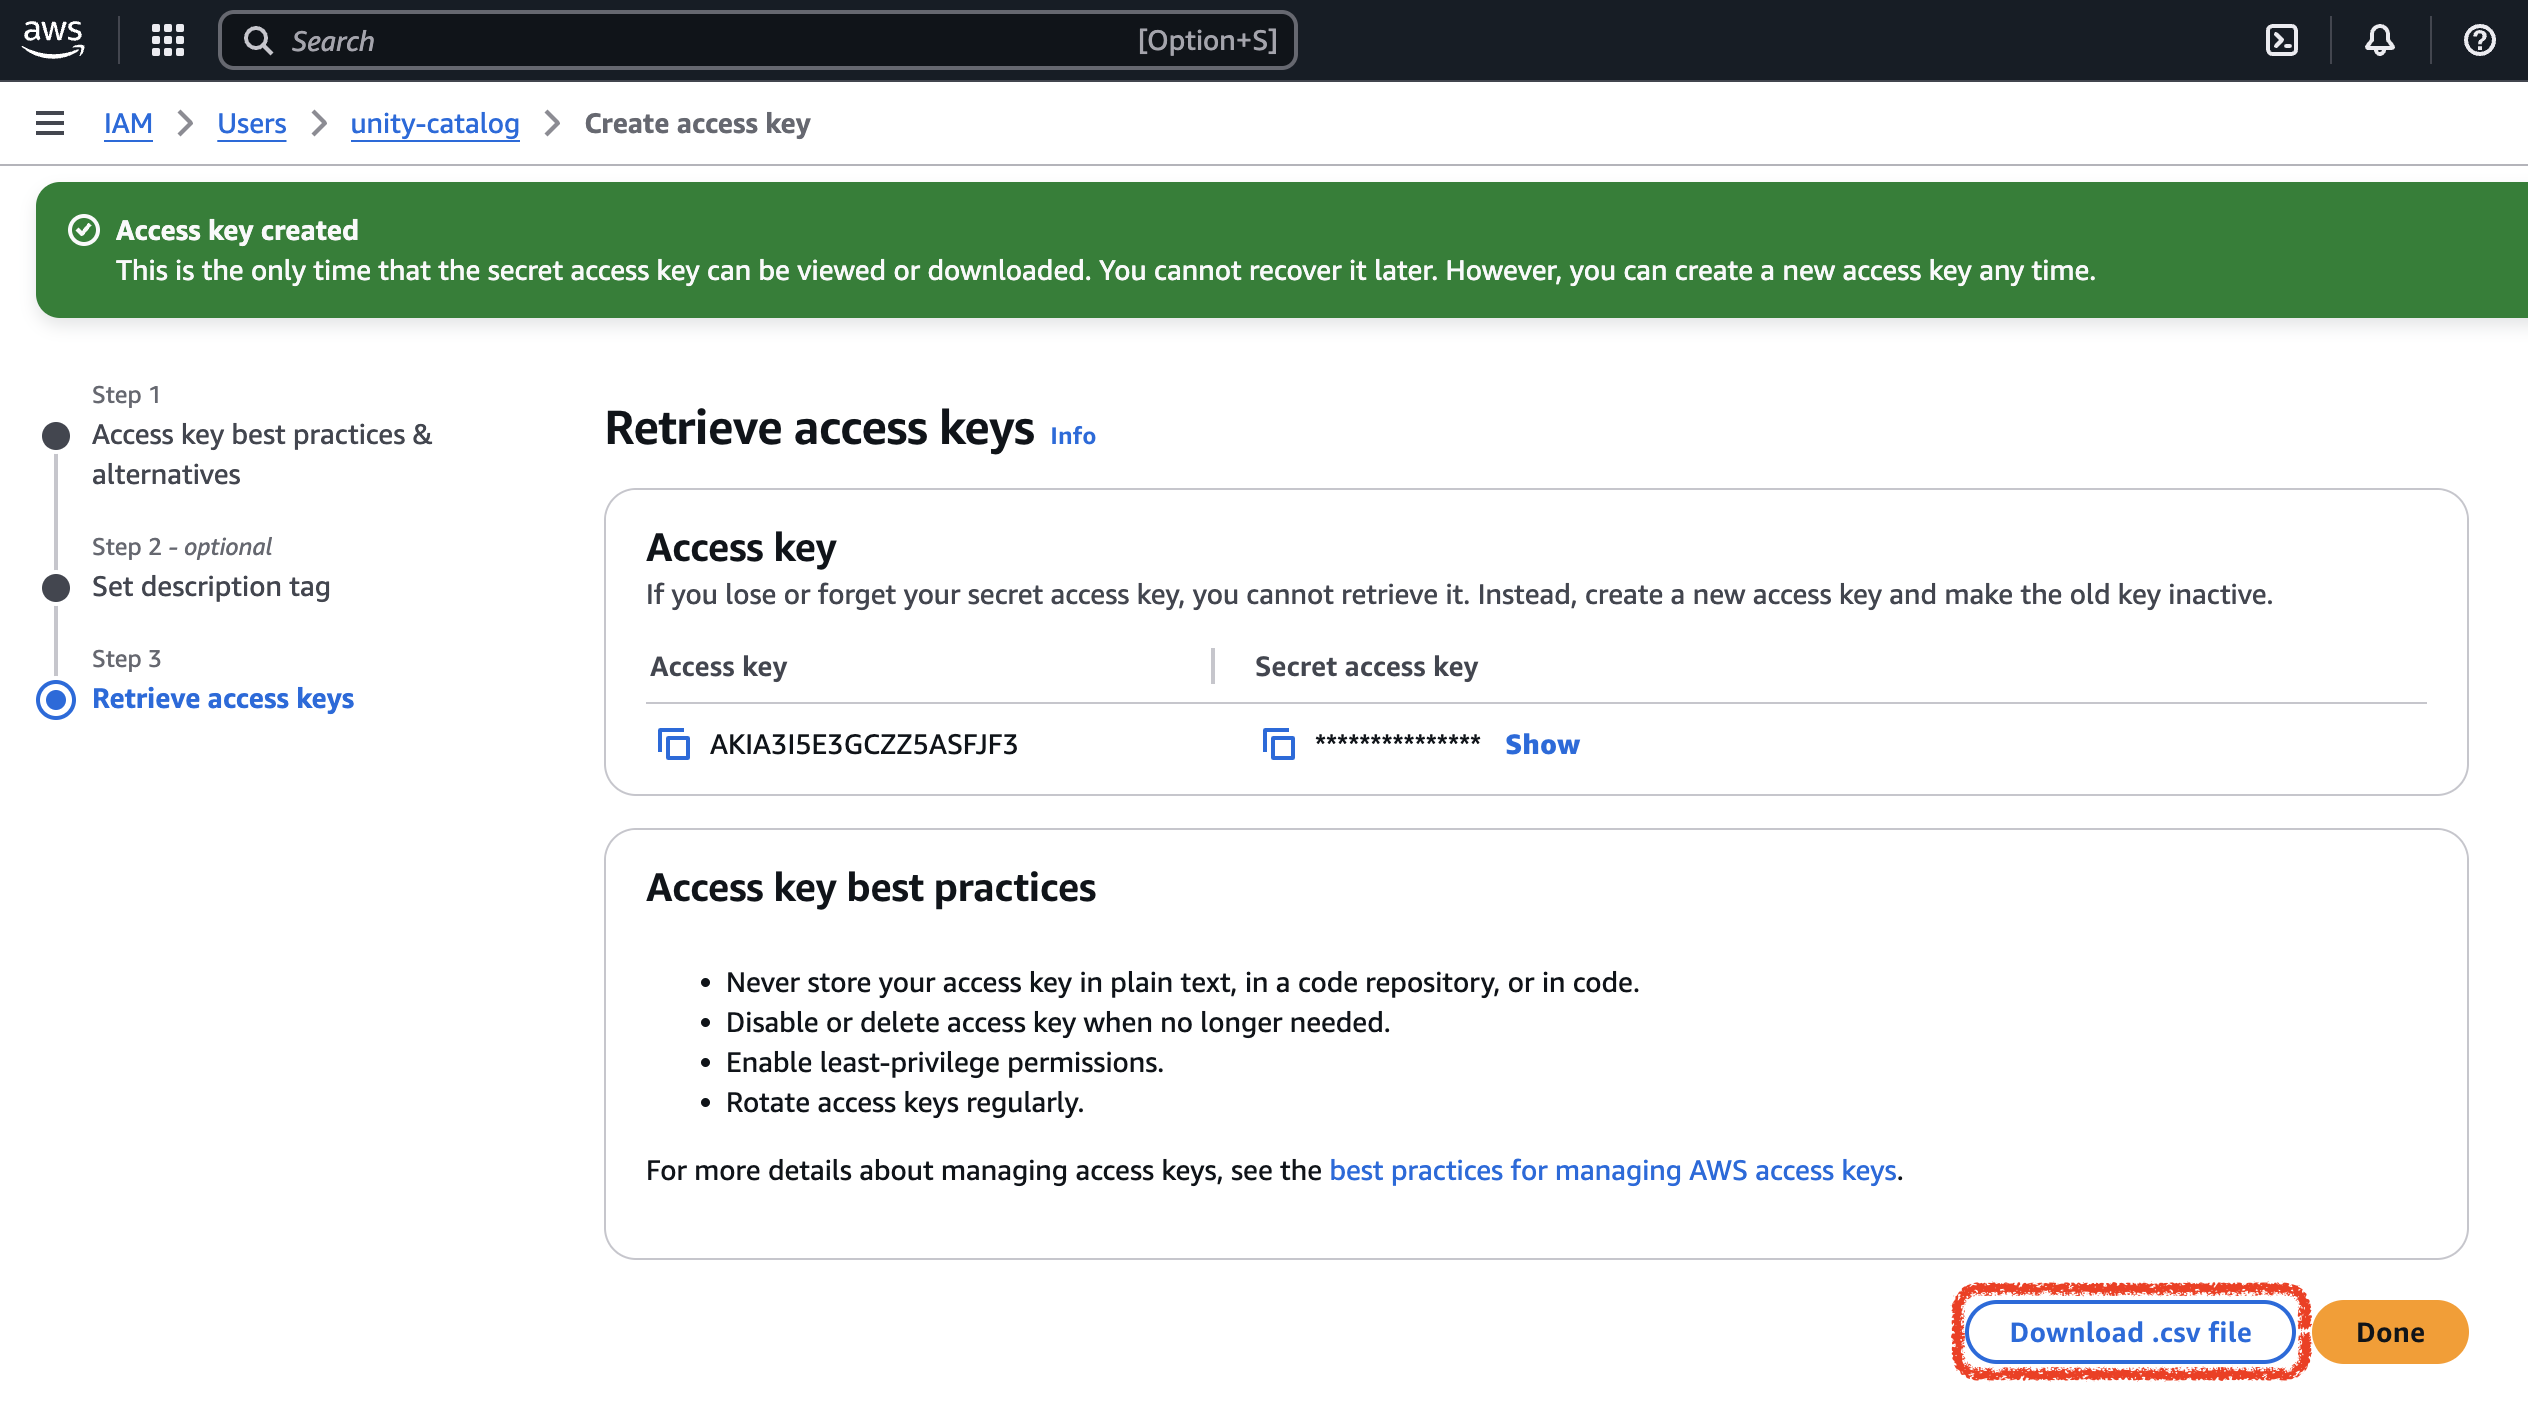 aws
Search
[Option+S]
IAM
Users
unity-catalog
Create access key
Access key created
This is the only time that the secret access key can be viewed or downloaded. You cannot recover it later. However, you can create a new access key any time.
Step 1
Access key best practices &
alternatives
Step 2 - optional
Set description tag
Step 3
Retrieve access keys
Retrieve access keys Info
Access key
If you lose or forget your secret access key, you cannot retrieve it. Instead, create a new access key and make the old key inactive.
Access key
Secret access key
AKIA3I5E3GCZZ5ASFJF3
*************** Show
Access key best practices
• Never store your access key in plain text, in a code repository, or in code.
• Disable or delete access key when no longer needed.
• Enable least-privilege permissions.
• Rotate access keys regularly.
For more details about managing access keys, see the best practices for managing AWS access keys.
Download .csv file
Done